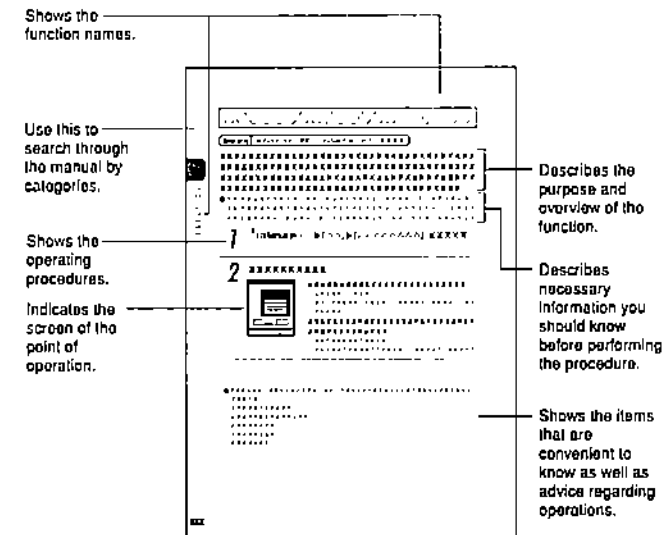 Shows the
function names.
Use this to
search through
the manual by
categories.
Shows the
operating
procedures.
Indicates the
screen of the
point of
operation.
1
2 XXXXXXXXXX
Describes the
purpose and
overview of the
function.
Describes
necessary
information you
should know
before performing
the procedure.
Shows the items
that are
convenient to
know as well as
advice regarding
operations.
XXX